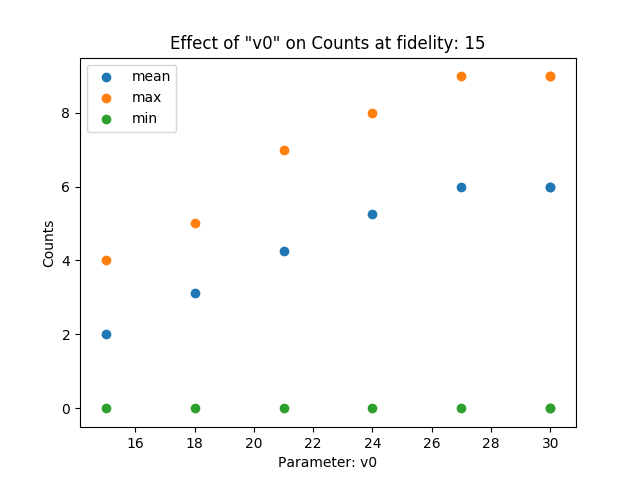 Effect of "v0" on Counts at fidelity: 15
mean
max
min
Counts
8
6
4
2
0
16 18 20 22 24 26 28 30
Parameter: v0